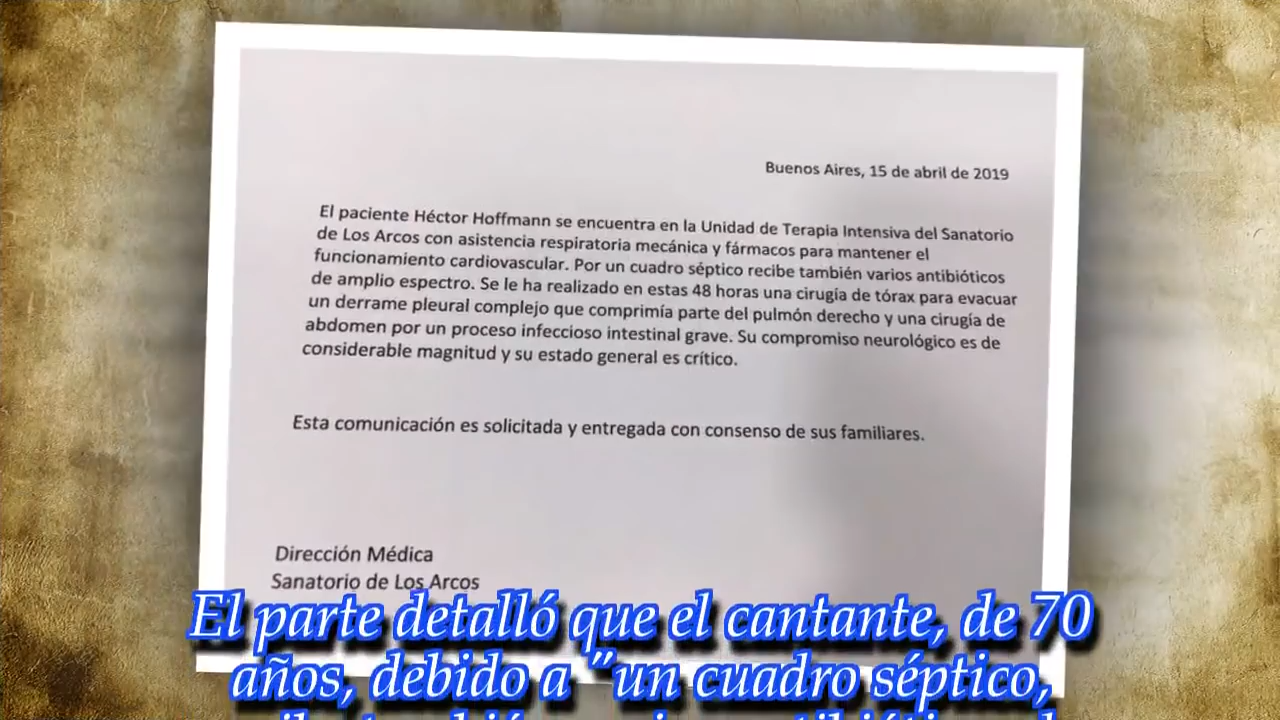 Buenos Aires, 15 de abril de 2019
El paciente Héctor Hoffmann se encuentra en la Unidad de Terapia Intensiva del Sanatorio
de Los Arcos con asistencia respiratoria mecánica y fármacos para mantener el
funcionamiento cardiovascular. Por un cuadro séptico recibe también varios antibióticos
de amplio espectro. Se le ha realizado en estas 48 horas una cirugía de tórax para evacuar
un derrame pleural complejo que comprimía parte del pulmón derecho y una cirugía de
abdomen por un proceso infeccioso intestinal grave. Su compromiso neurológico es de
considerable magnitud y su estado general es crítico.
Esta comunicación es solicitada y entregada con consenso de sus familiares.
Dirección Médica
Sanatorio de Los Arcos
El parte detalló que el cantante, de 70
años, debido a "un cuadro séptico,